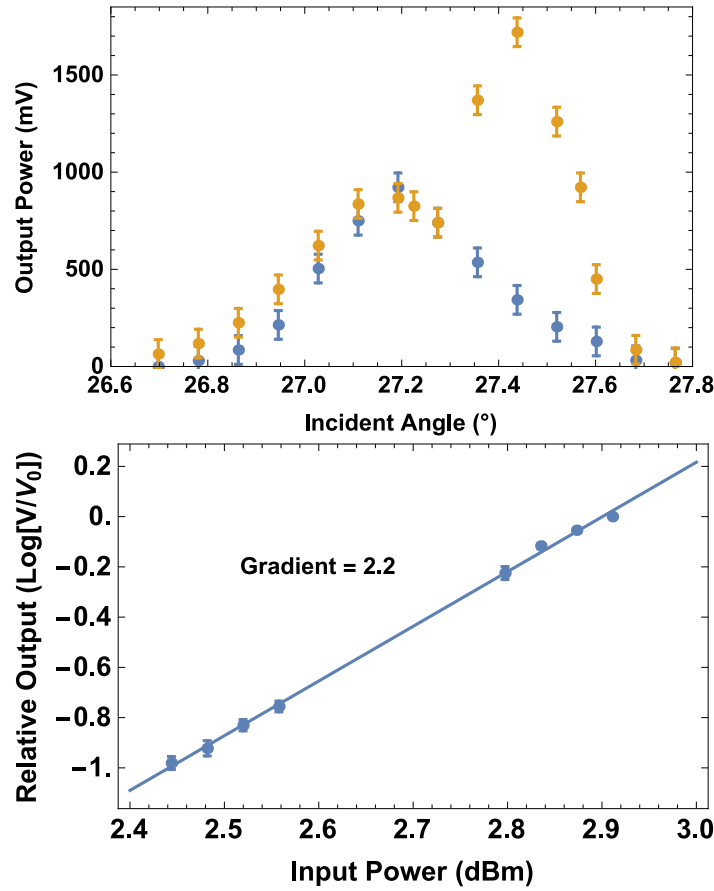 Output Power (mV)
1500
1000
500
0
26.6 26.8 27.0 27.2 27.4 27.6 27.8
Incident Angle (°)
Relative Output (Log[V/V₀])
0.2
0.
−0.2
−0.4
−0.6
−0.8
−1.
Gradient = 2.2
2.4 2.5 2.6 2.7 2.8 2.9 3.0
Input Power (dBm)